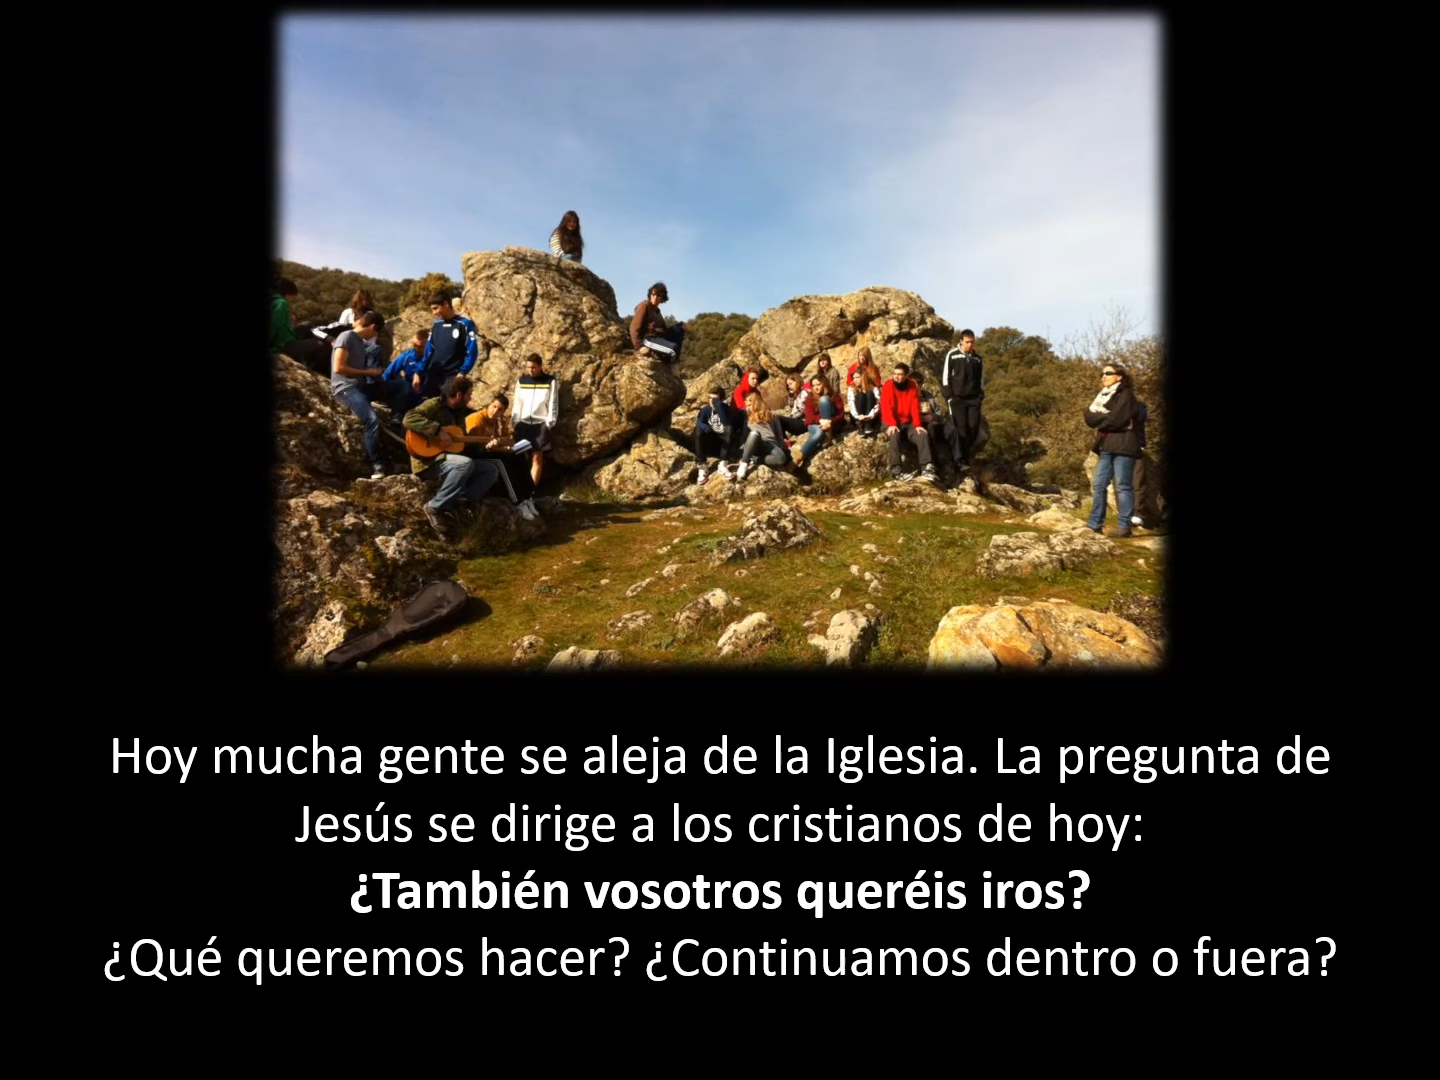 Hoy mucha gente se aleja de la Iglesia. La pregunta de
Jesús se dirige a los cristianos de hoy:
¿También vosotros queréis iros?
¿Qué queremos hacer? ¿Continuamos dentro o fuera?